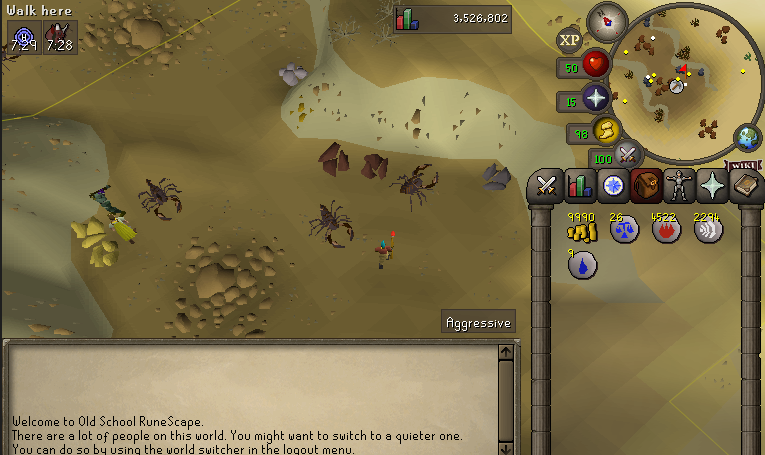 Walk here
7:29 7:28
3,526,802
XP
50
15
98
100
WIKI
9990 26 4522 2294
9
Aggressive
Welcome to Old School RuneScape.
There are a lot of people on this world. You might want to switch to a quieter one.
You can do so by using the world switcher in the logout menu.